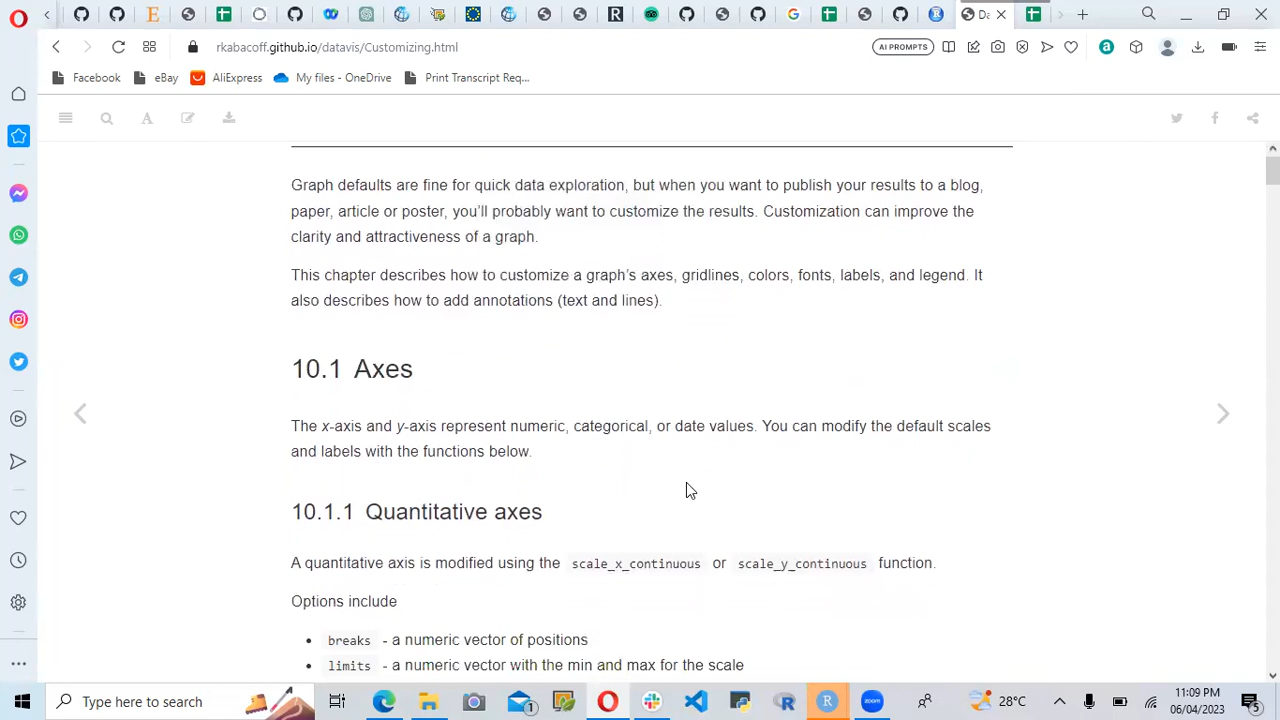 Da
rkabacoff.github.io/datavis/Customizing.html
AI PROMPTS
Facebook eBay AliExpress My files - OneDrive Print Transcript Req...
Graph defaults are fine for quick data exploration, but when you want to publish your results to a blog,
paper, article or poster, you'll probably want to customize the results. Customization can improve the
clarity and attractiveness of a graph.
This chapter describes how to customize a graph's axes, gridlines, colors, fonts, labels, and legend. It
also describes how to add annotations (text and lines).
10.1 Axes
The x-axis and y-axis represent numeric, categorical, or date values. You can modify the default scales
and labels with the functions below.
10.1.1 Quantitative axes
A quantitative axis is modified using the scale_x_continuous or scale_y_continuous function.
Options include
• breaks - a numeric vector of positions
• limits - a numeric vector with the min and max for the scale
Type here to search
28°C
11:09 PM
06/04/2023
5